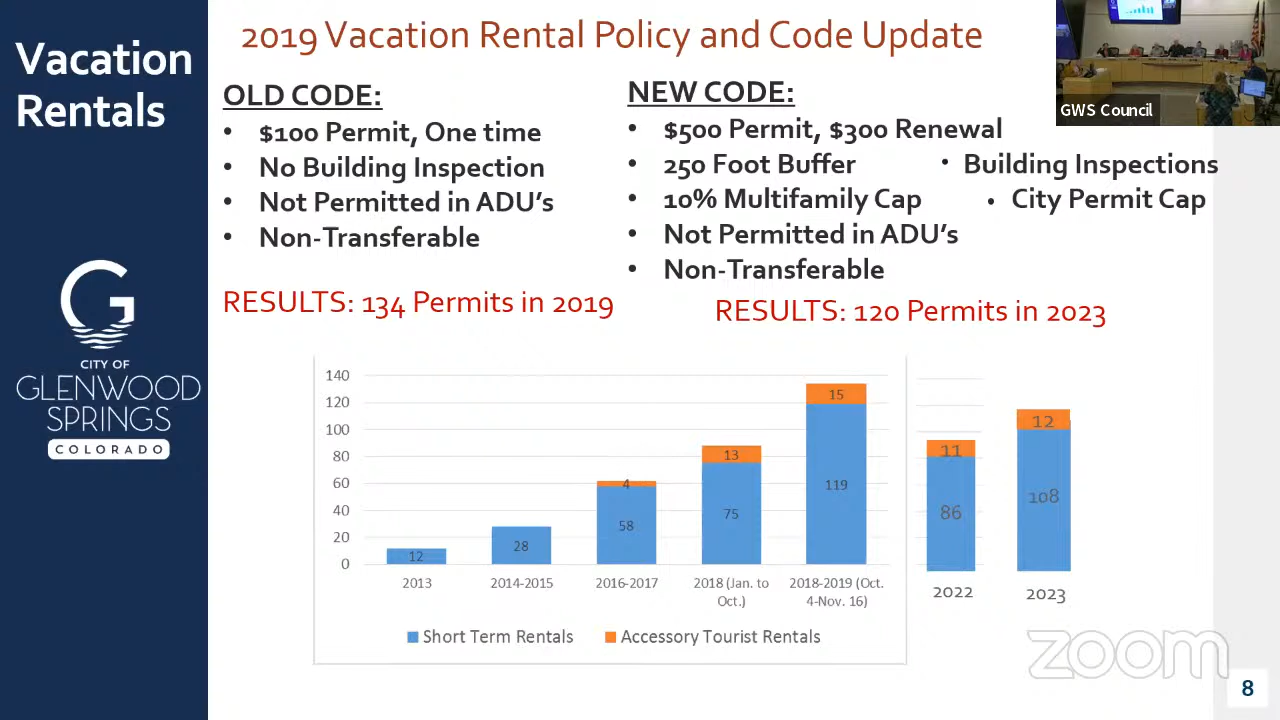 Vacation
Rentals
2019 Vacation Rental Policy and Code Update
GWS Council
OLD CODE:
• $100 Permit, One time
• No Building Inspection
• Not Permitted in ADU's
• Non-Transferable
RESULTS: 134 Permits in 2019
NEW CODE:
• $500 Permit, $300 Renewal
• 250 Foot Buffer
• Building Inspections
• 10% Multifamily Cap
• City Permit Cap
• Not Permitted in ADU's
• Non-Transferable
RESULTS: 120 Permits in 2023
G
CITY OF
GLENWOOD
SPRINGS
COLORADO
140
120
100
80
60
40
20
0
12
28
4
58
13
75
15
119
11
86
12
108
2013
2014-2015
2016-2017
2018 (Jan. to
Oct.)
2018-2019 (Oct.
4-Nov. 16)
2022
2023
Short Term Rentals
Accessory Tourist Rentals
zoom
8